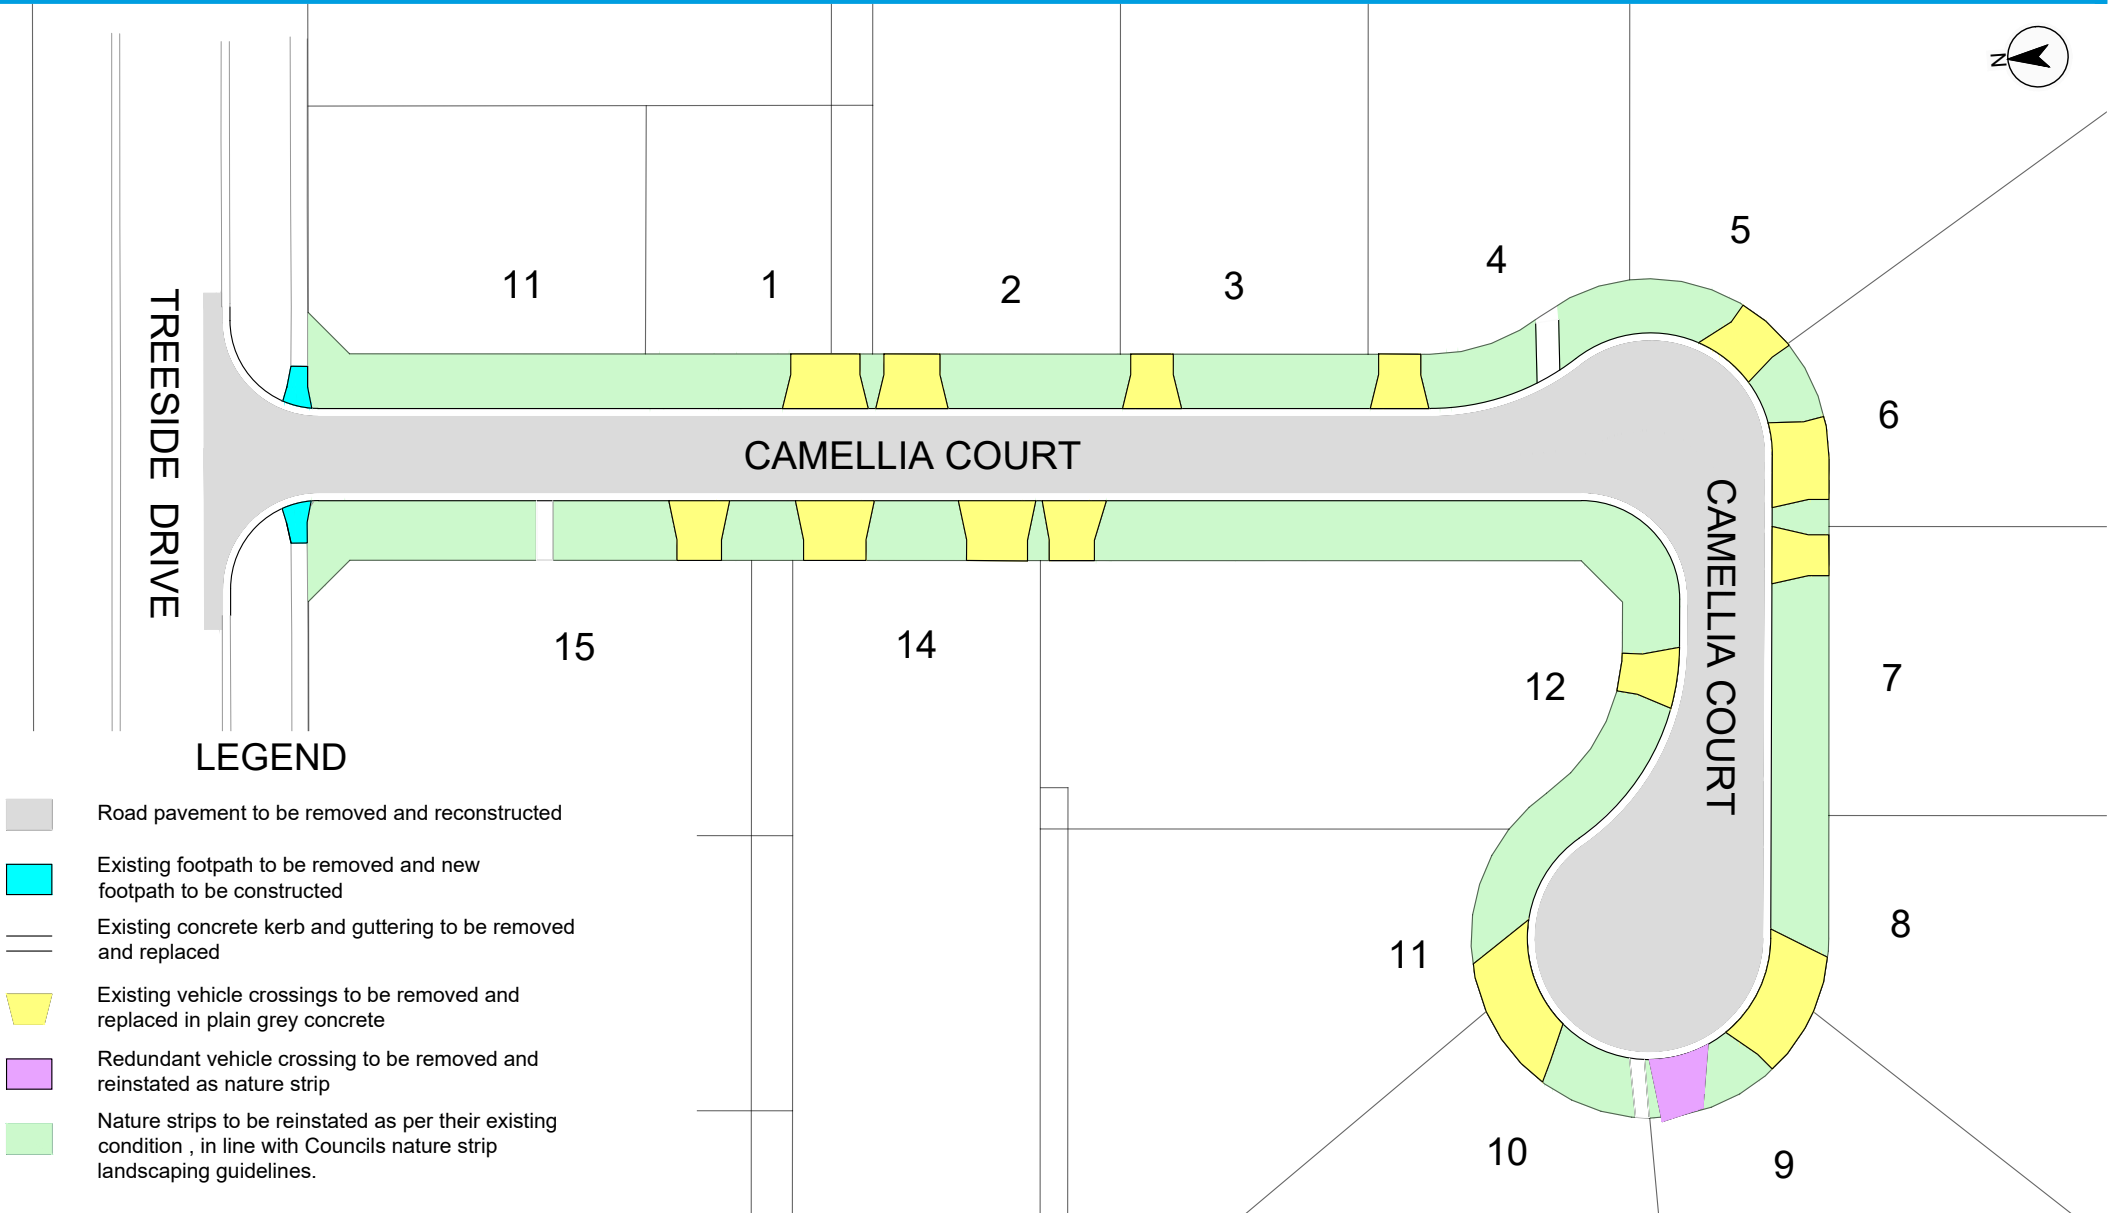 N
5
4
11
1
2
3
TREESIDE DRIVE
6
CAMELLIA COURT
CAMELLIA COURT
15
14
12
7
LEGEND
Road pavement to be removed and reconstructed
Existing footpath to be removed and new
footpath to be constructed
Existing concrete kerb and guttering to be removed
and replaced
Existing vehicle crossings to be removed and
replaced in plain grey concrete
Redundant vehicle crossing to be removed and
reinstated as nature strip
Nature strips to be reinstated as per their existing
condition , in line with Councils nature strip
landscaping guidelines.
8
11
10
9